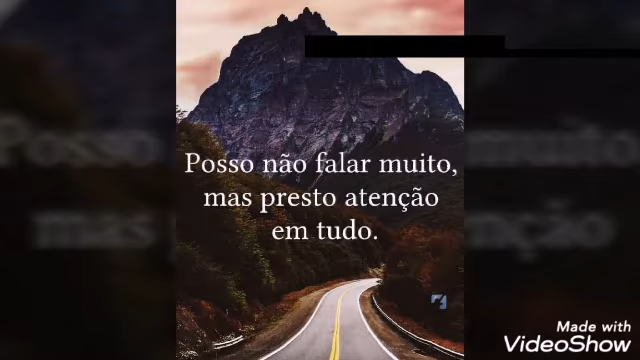 Posso não falar muito,
mas presto atenção
em tudo.
Made with
VideoShow